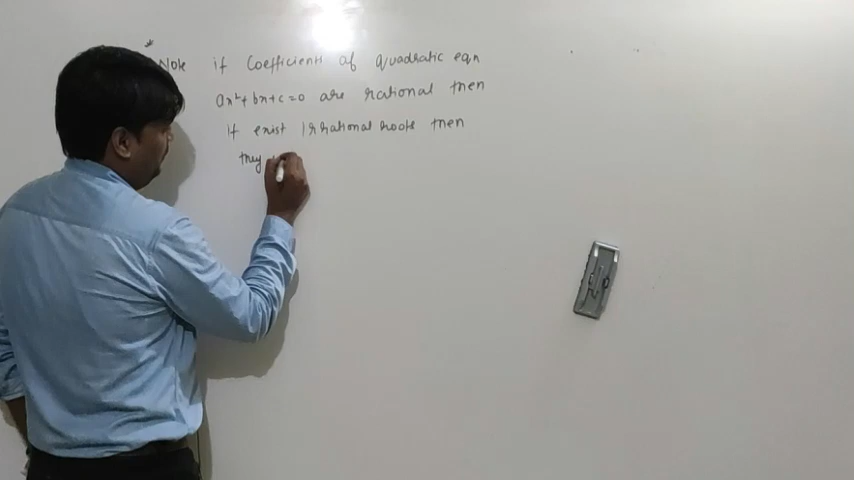 * Note if Coefficients of quadratic eqn
ax²+bx+c=0 are rational then
if exist irrational roots then
they